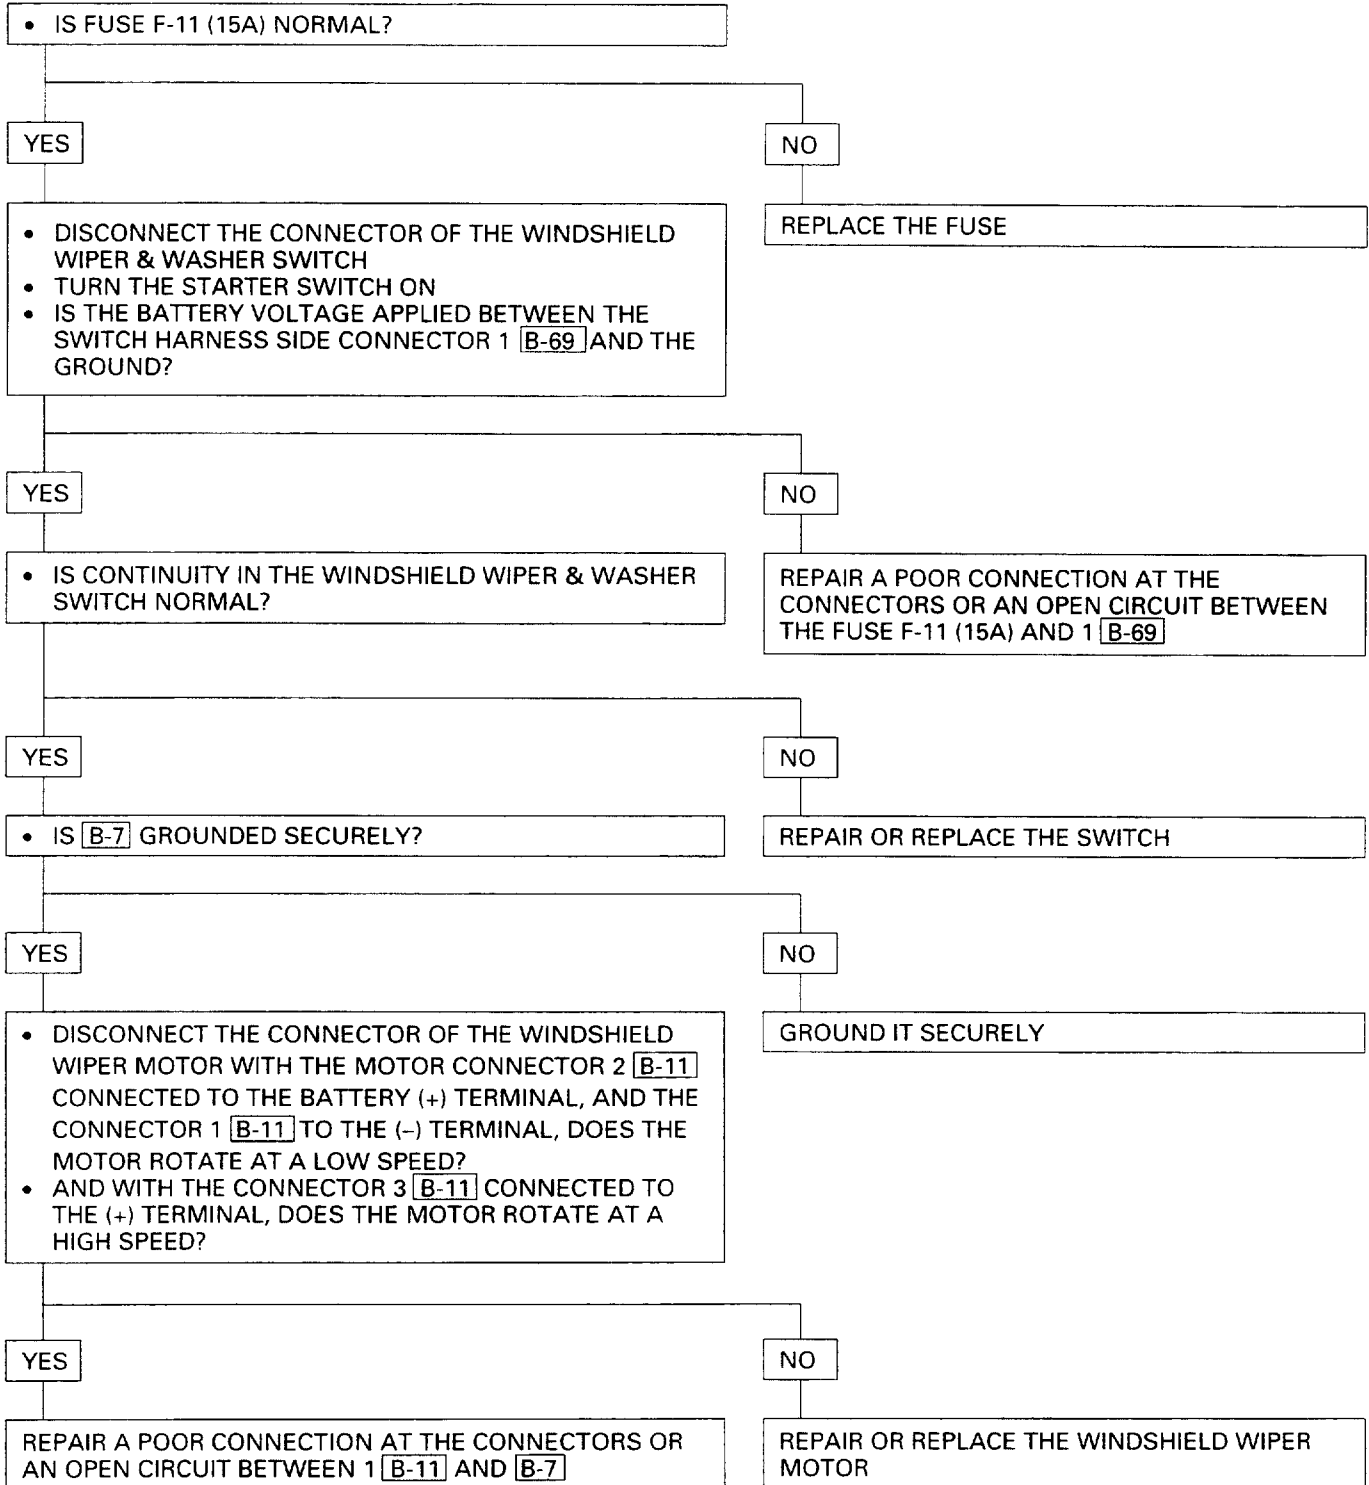 • IS FUSE F-11 (15A) NORMAL?
YES
NO
• DISCONNECT THE CONNECTOR OF THE WINDSHIELD
WIPER & WASHER SWITCH
• TURN THE STARTER SWITCH ON
• IS THE BATTERY VOLTAGE APPLIED BETWEEN THE
SWITCH HARNESS SIDE CONNECTOR 1 B-69 AND THE
GROUND?
REPLACE THE FUSE
YES
NO
• IS CONTINUITY IN THE WINDSHIELD WIPER & WASHER
SWITCH NORMAL?
REPAIR A POOR CONNECTION AT THE
CONNECTORS OR AN OPEN CIRCUIT BETWEEN
THE FUSE F-11 (15A) AND 1 B-69
YES
NO
• IS B-7 GROUNDED SECURELY?
REPAIR OR REPLACE THE SWITCH
YES
NO
• DISCONNECT THE CONNECTOR OF THE WINDSHIELD
WIPER MOTOR WITH THE MOTOR CONNECTOR 2 B-11
CONNECTED TO THE BATTERY (+) TERMINAL, AND THE
CONNECTOR 1 B-11 TO THE (–) TERMINAL, DOES THE
MOTOR ROTATE AT A LOW SPEED?
• AND WITH THE CONNECTOR 3 B-11 CONNECTED TO
THE (+) TERMINAL, DOES THE MOTOR ROTATE AT A
HIGH SPEED?
GROUND IT SECURELY
YES
NO
REPAIR A POOR CONNECTION AT THE CONNECTORS OR
AN OPEN CIRCUIT BETWEEN 1 B-11 AND B-7
REPAIR OR REPLACE THE WINDSHIELD WIPER
MOTOR